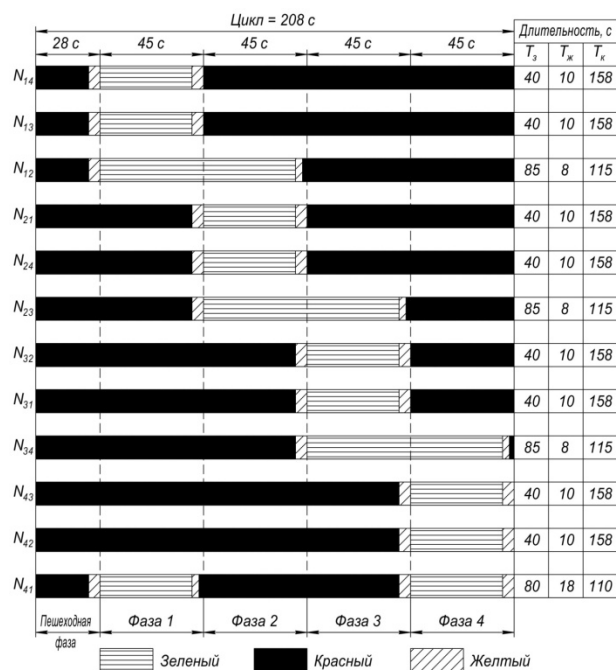 Цикл = 208 с
Длительность, с
28 с 45 с 45 с 45 с 45 с
Tз Tж Tк
N14 40 10 158
N13 40 10 158
N12 85 8 115
N21 40 10 158
N24 40 10 158
N23 85 8 115
N32 40 10 158
N31 40 10 158
N34 85 8 115
N43 40 10 158
N42 40 10 158
N41 80 18 110
Пешеходная
фаза
Фаза 1 Фаза 2 Фаза 3 Фаза 4
Зеленый Красный Желтый